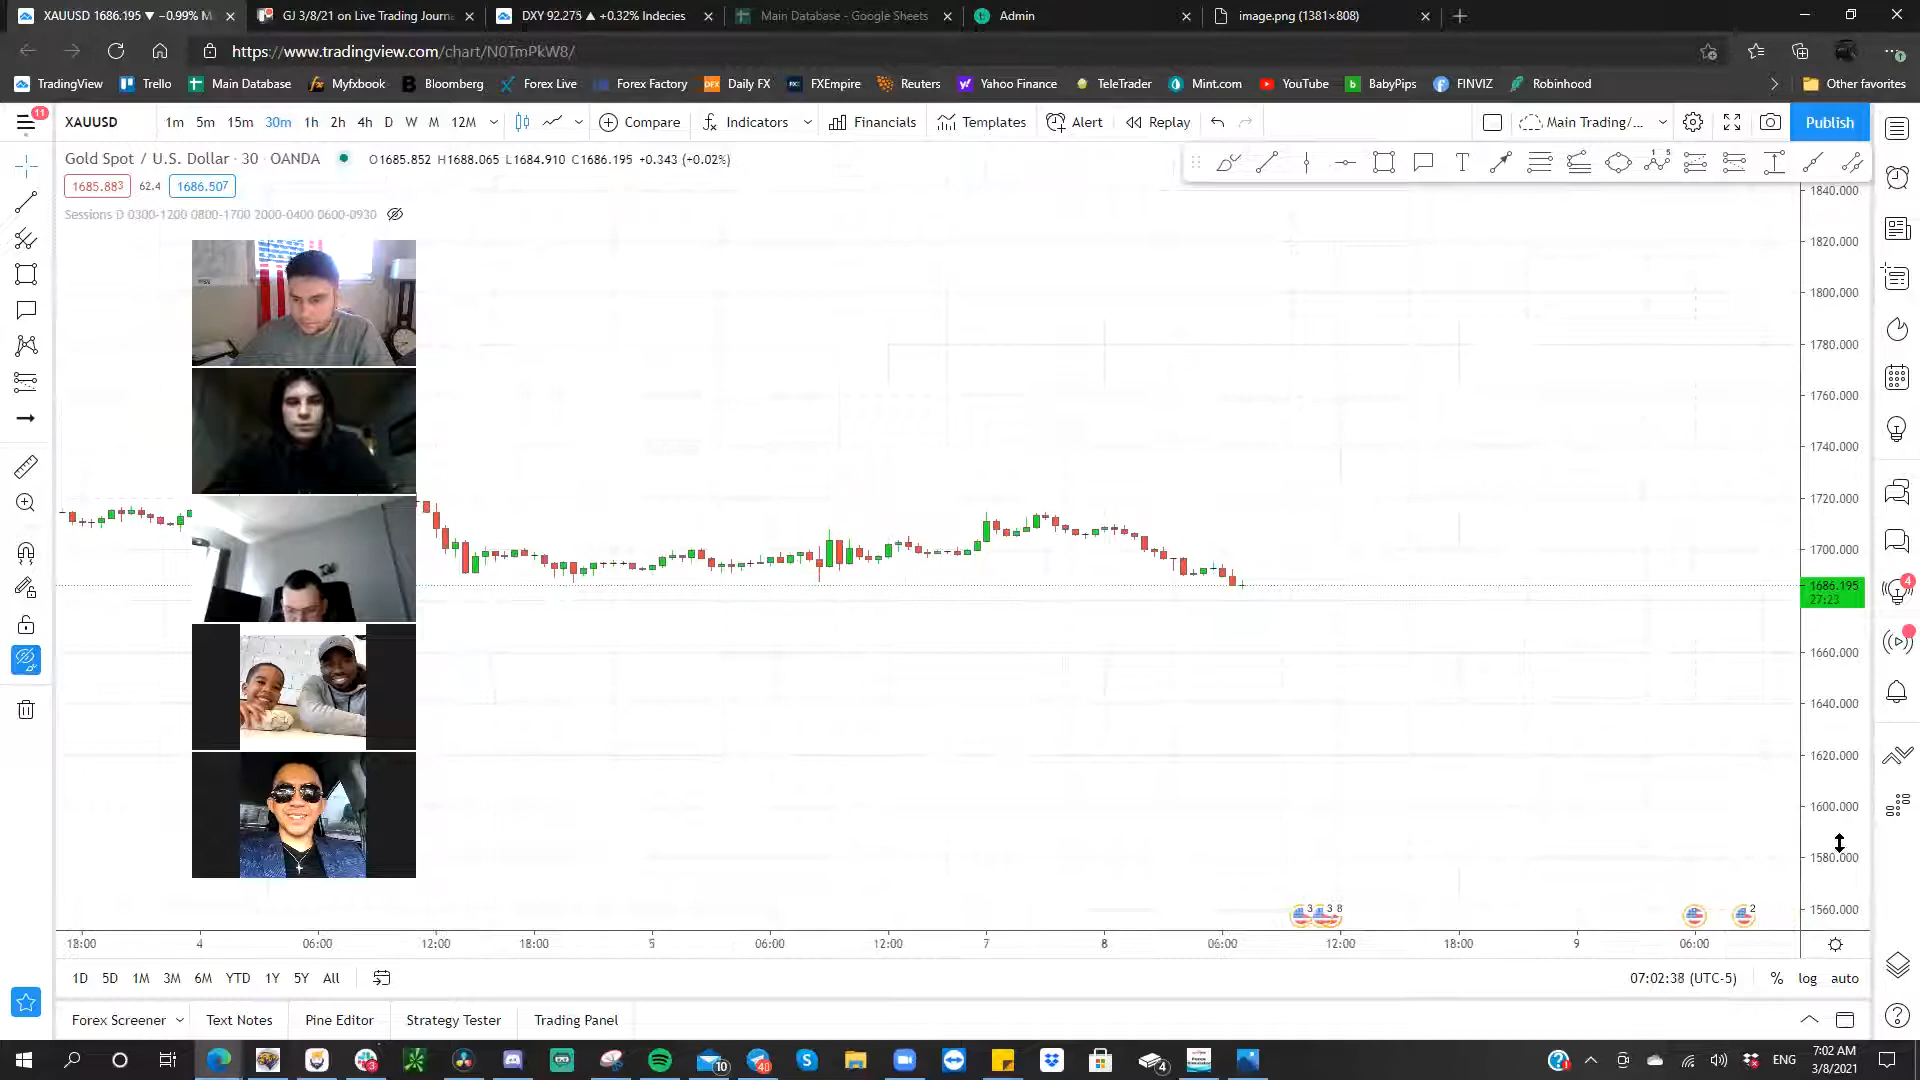 XAUUSD 1686.195 ▼ −0.99% M
GJ 3/8/21 on Live Trading Journ
DXY 92.275 ▲ +0.32% Indecies
Main Database - Google Sheets
Admin
image.png (1381×808)
https://www.tradingview.com/chart/N0TmPkW8/
TradingView
Trello
Main Database
Myfxbook
Bloomberg
Forex Live
Forex Factory
Daily FX
FXEmpire
Reuters
Yahoo Finance
TeleTrader
Mint.com
YouTube
BabyPips
FINVIZ
Robinhood
Other favorites
11
XAUUSD
1m 5m 15m 30m 1h 2h 4h D W M 12M
Compare
Indicators
Financials
Templates
Alert
Replay
Main Trading/...
Publish
Gold Spot / U.S. Dollar · 30 · OANDA
O1685.852 H1688.065 L1684.910 C1686.195 +0.343 (+0.02%)
1685.883 62.4 1686.507
Sessions D 0300-1200 0800-1700 2000-0400 0600-0930
1840.000
1820.000
1800.000
1780.000
1760.000
1740.000
1720.000
1700.000
1686.195
27:23
4
1660.000
1640.000
1620.000
1600.000
1580.000
1560.000
3 3 8 2
18:00 4 06:00 12:00 18:00 5 06:00 12:00 7 8 06:00 12:00 18:00 9 06:00
1D 5D 1M 3M 6M YTD 1Y 5Y All
07:02:38 (UTC-5)
% log auto
Forex Screener
Text Notes
Pine Editor
Strategy Tester
Trading Panel
3
10
4
ENG
7:02 AM
3/8/2021